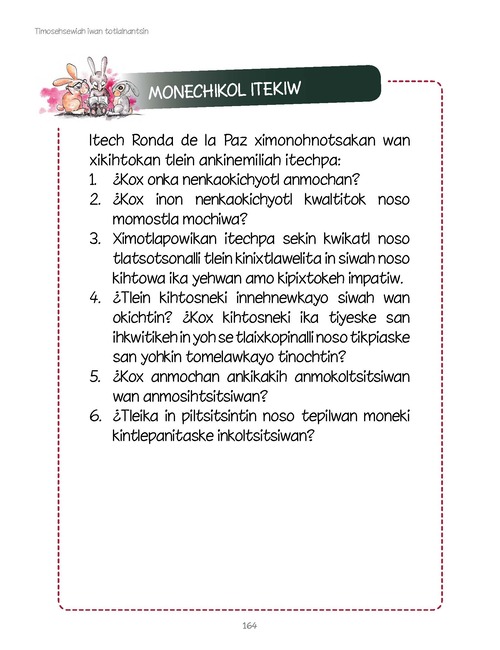 Timosehsewiah iwan totlalnantsin
MONECHIKOL ITEKIW
Itech Ronda de la Paz ximonohnotsakan wan
xikihtokan tlein ankinemiliah itechpa:
1. ¿Kox onka nenkaokichyotl anmochan?
2. ¿Kox inon nenkaokichyotl kwaltitok noso
momostla mochiwa?
3. Ximotlapowikan itechpa sekin kwikatl noso
tlatsotsonalli tlein kinixtlawelita in siwah noso
kihtowa ika yehwan amo kipixtokeh impatiw.
4. ¿Tlein kihtosneki innehnewkayo siwah wan
okichtin? ¿Kox kihtosneki ika tiyeske san
ihkwitikeh in yoh se tlaixkopinalli noso tikpiaske
san yohkin tomelawkayo tinochtin?
5. ¿Kox anmochan ankikakih anmokoltsitsiwan
wan anmosihtsitsiwan?
6. ¿Tleika in piltsitsintin noso tepilwan moneki
kintlepanitaske inkoltsitsiwan?
164